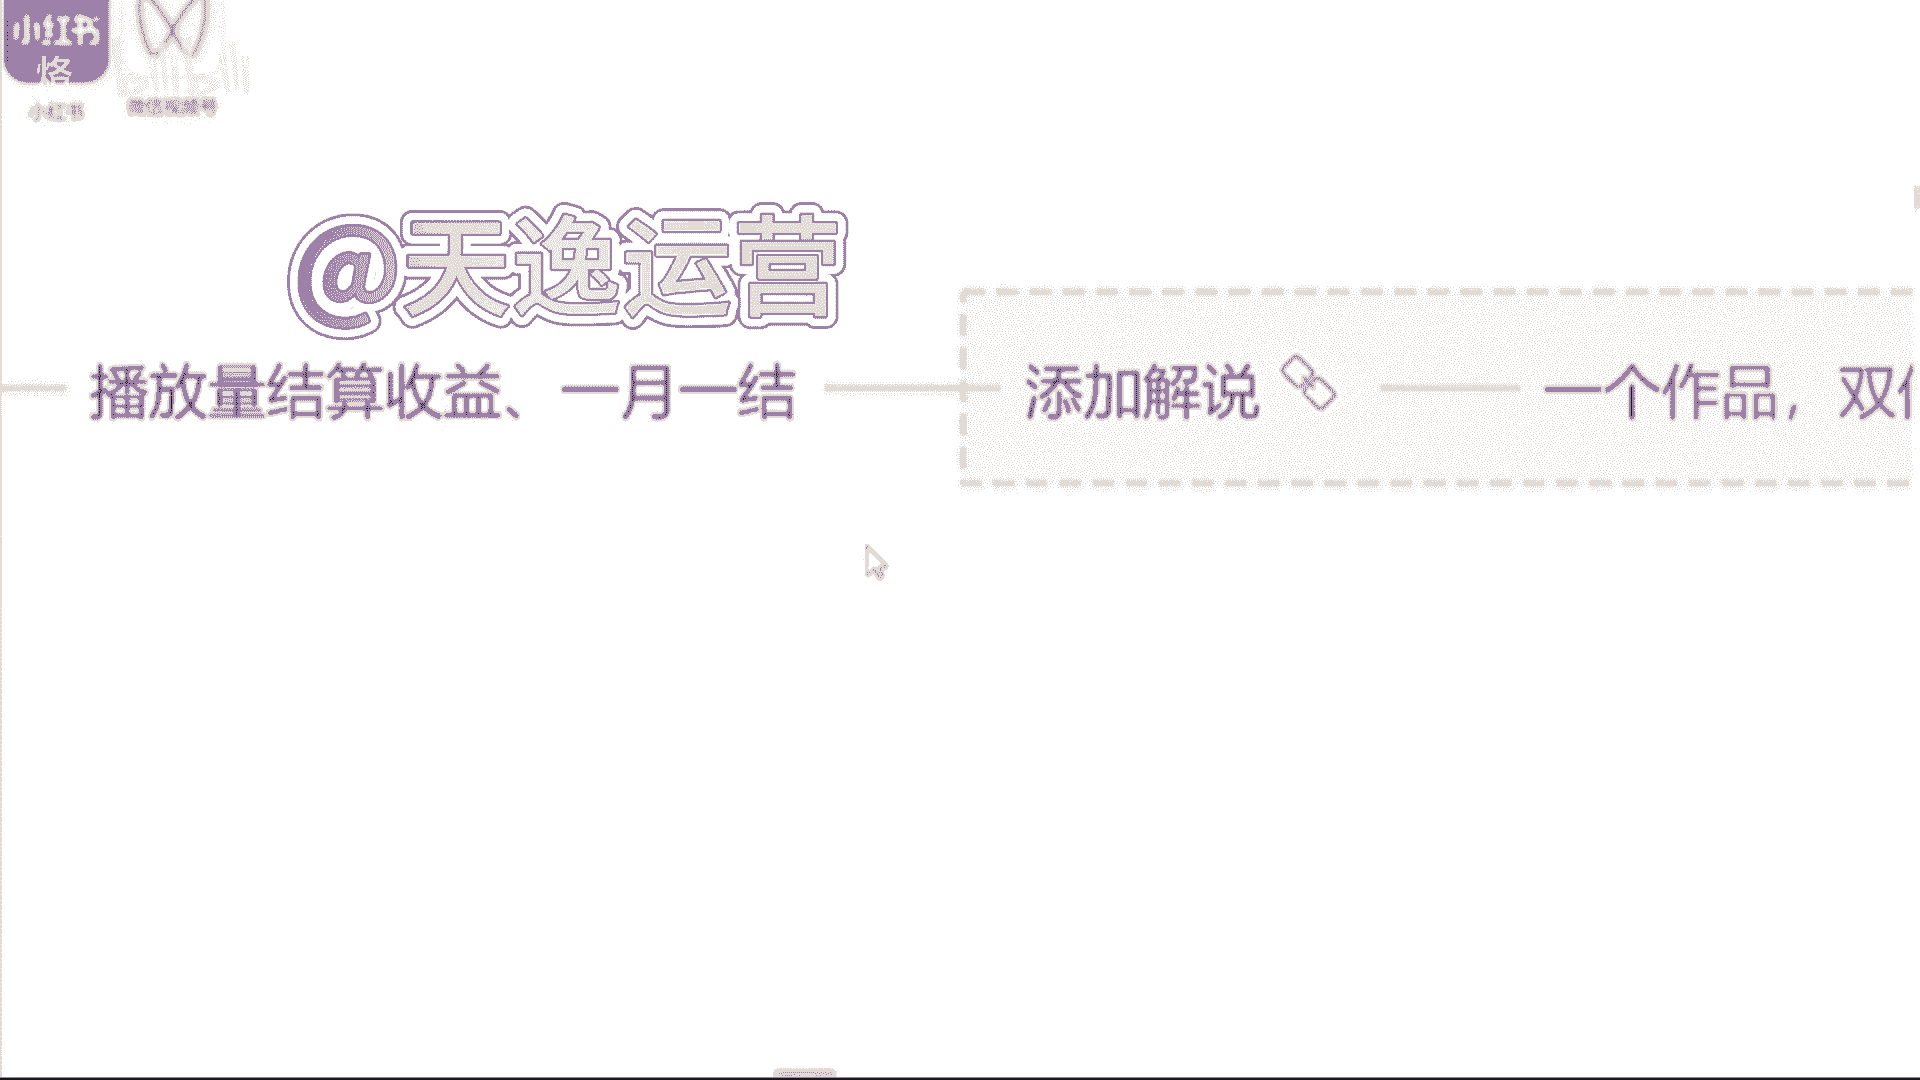 小红书
烙
小红书
微信视频号
bilibili
@天逸运营
播放量结算收益、一月一结
添加解说
一个作品，双